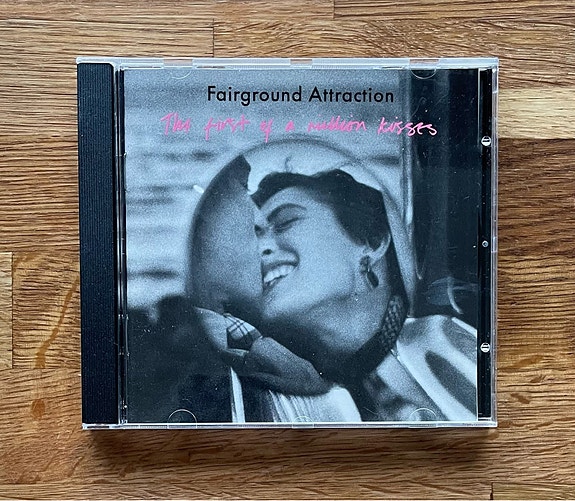 Fairground Attraction
The first of a million kisses